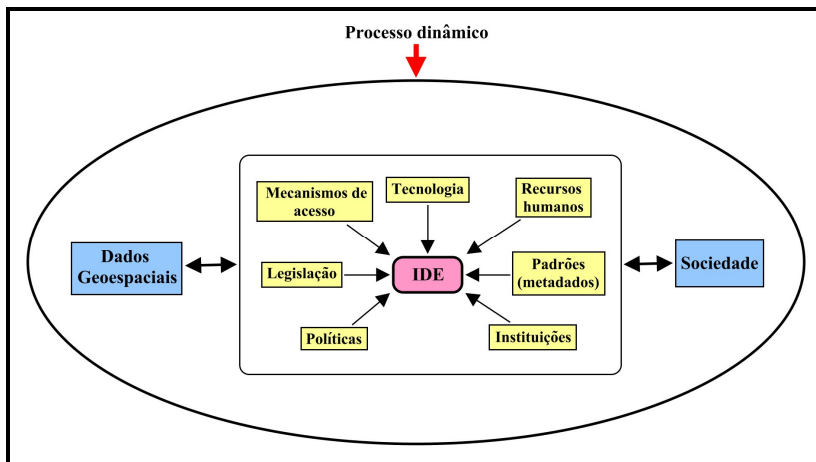 Processo dinâmico
Mecanismos de
acesso
Tecnologia
Recursos
humanos
Dados
Geoespaciais
Legislação
IDE
Padrões
(metadados)
Sociedade
Políticas
Instituições